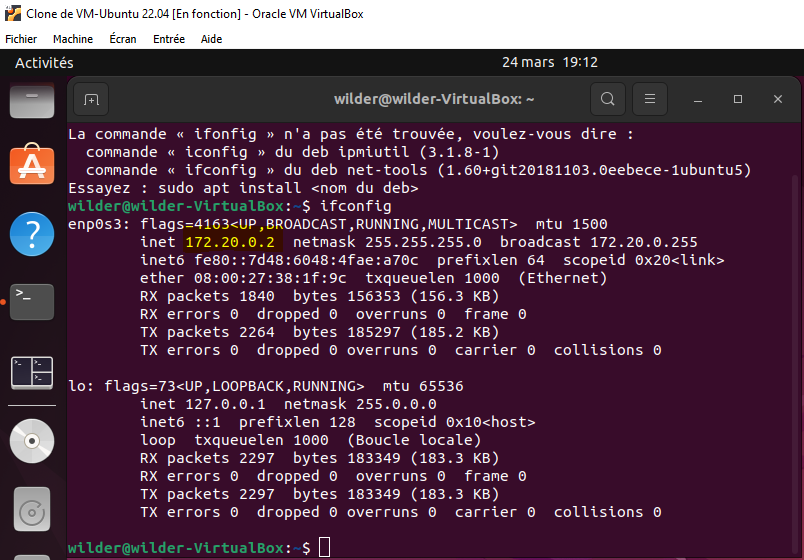 Clone de VM-Ubuntu 22.04 [En fonction] - Oracle VM VirtualBox
Fichier Machine Écran Entrée Aide
Activités 24 mars 19:12
wilder@wilder-VirtualBox: ~
La commande « ifonfig » n'a pas été trouvée, voulez-vous dire :
commande « iconfig » du deb ipmiutil (3.1.8-1)
commande « ifconfig » du deb net-tools (1.60+git20181103.0eebece-1ubuntu5)
Essayez : sudo apt install <nom du deb>
wilder@wilder-VirtualBox:~$ ifconfig
enp0s3: flags=4163<UP,BROADCAST,RUNNING,MULTICAST> mtu 1500
inet 172.20.0.2 netmask 255.255.255.0 broadcast 172.20.0.255
inet6 fe80::7d48:6048:4fae:a70c prefixlen 64 scopeid 0x20<link>
ether 08:00:27:38:1f:9c txqueuelen 1000 (Ethernet)
RX packets 1840 bytes 156353 (156.3 KB)
RX errors 0 dropped 0 overruns 0 frame 0
TX packets 2264 bytes 185297 (185.2 KB)
TX errors 0 dropped 0 overruns 0 carrier 0 collisions 0
lo: flags=73<UP,LOOPBACK,RUNNING> mtu 65536
inet 127.0.0.1 netmask 255.0.0.0
inet6 ::1 prefixlen 128 scopeid 0x10<host>
loop txqueuelen 1000 (Boucle locale)
RX packets 2297 bytes 183349 (183.3 KB)
RX errors 0 dropped 0 overruns 0 frame 0
TX packets 2297 bytes 183349 (183.3 KB)
TX errors 0 dropped 0 overruns 0 carrier 0 collisions 0
wilder@wilder-VirtualBox:~$